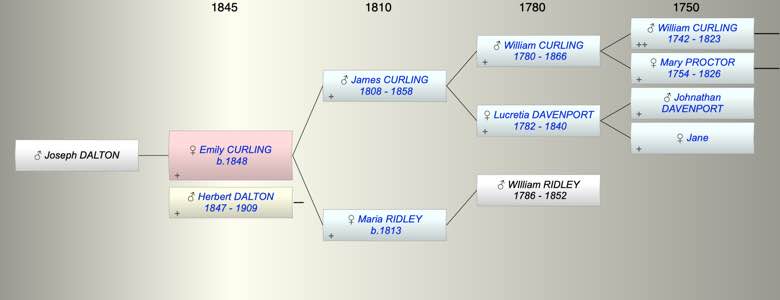 1845
1810
1780
1750
♂ Joseph DALTON
♀ Emily CURLING
b.1848
+
♂ Herbert DALTON
1847 - 1909
+
♂ James CURLING
1808 - 1858
+
♀ Maria RIDLEY
b.1813
+
♂ William CURLING
1780 - 1866
+
♀ Lucretia DAVENPORT
1782 - 1840
+
♂ WIlliam RIDLEY
1786 - 1852
♂ William CURLING
1742 - 1823
++
♀ Mary PROCTOR
1754 - 1826
+
♂ Johnathan
DAVENPORT
+
♀ Jane
+